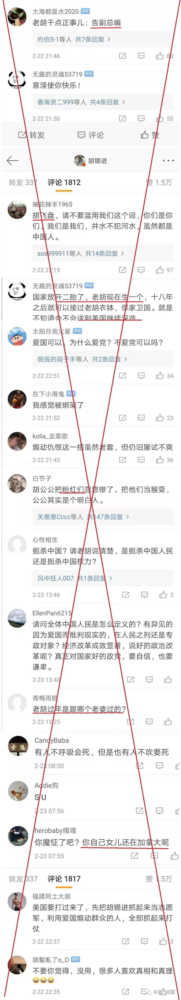 大海都是水2020 铁粉
老胡干点正事儿：告副总编
约伯5-1等人 共7条回复 >
2-22 21:46 80
无趣的灵魂53719 铁粉
意淫使你快乐！
香海贤二999等人 共4条回复 >
2-22 21:50 55
转发 评论 赞
胡锡进
转发 337 评论 1812 赞 1.5万
摧花辣手1965
胡飞盘，请不要滥用我们这个词，你们是你
们，我们是我们，井水不犯河水，虽然都是
中国人。
sos999911等人 共14条回复 >
2-22 22:15 97
无趣的灵魂53719 铁粉
国家放开二胎了，老胡现在生一个，十八年
之后就可以接过老胡衣钵，保家卫国。就是
不知道会不会送到美国继续深造。
太阳月亮火星 铁粉
爱国可以，为什么爱党？不爱党可以吗？
倔强的段子手等人 共2条回复 >
2-22 22:51 34
在下小滑鬼 铁粉
我感觉被绑架了
2-22 21:52 23
kolia_韭菜歌
煽动仇恨这一招虽然老套，但仍旧屡试不爽
2-22 21:45 36
白节子
胡公公把粉红们忽悠惨了、把他们当猴耍，
公公其实是个明白人。
关葱葱Cccc等人 共147条回复 >
心性相生
扼杀中国？请老胡说清楚，是扼杀中国人民
还是扼杀中国权力？
风中狂人007 共1条回复 >
2-23 13:46 2
EllenPan6215
请问全体中国人民是怎么定义的？有异见的
因为爱国而批判现实的，在人民之列还是专
政对象？经济改革成效显著，说好的政治改
革呢？真正对国家好的政党，要自信，也要
谦卑。
2-23 13:40
青梅雨航
老胡过年是跟哪个老婆过的？
2-23 13:25
士進
CandyBaba
有人不呼吸会死，但是也有人不吹要死
2-23 08:00
Addie狗
S U
2-23 07:56
herobaby嘎嘎
你魔怔了吧？你自己女儿还在加拿大呢
2-23 07:55
转发 337 评论 1817 赞 1.5万
福建阿土大叔
美国要打过来了，先把胡锡进抓起来当志愿
军，利用爱国煽动群众的人，全部抓起来打
仗
2-22 22:37 3
頭髮亂了o_O 铁粉
不要你觉得，没用，很多人喜欢真相和真理
😂😂😂
2-22 22:35